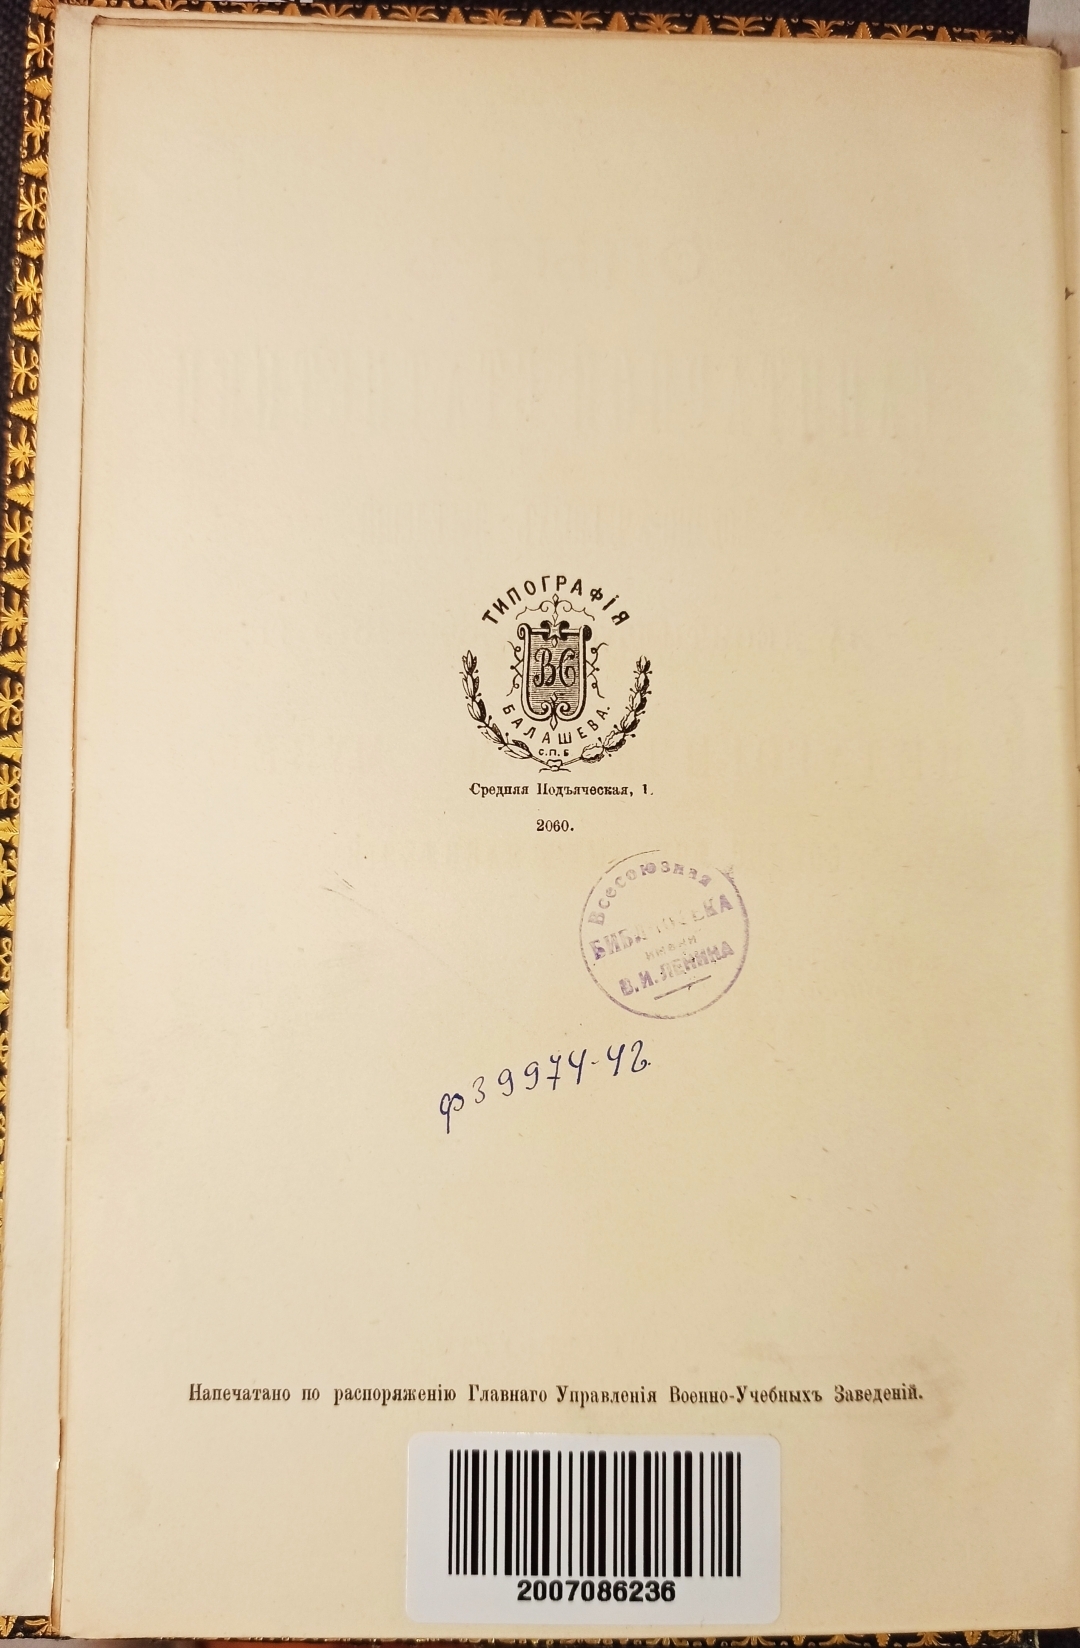 ТИПОГРАФІЯ
ВС
БАЛАШЕВА.
С.П.Б
Средняя Подъяческая, 1.
2060.
Всесоюзная
БИБЛИОТЕКА
имени
В.И.ЛЕНИНА
ф39974-42
Напечатано по распоряженію Главнаго Управленія Военно-Учебныхъ Заведеній.
2007086236